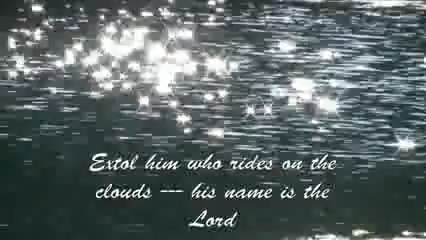 Extol him who rides on the
clouds --- his name is the
Lord